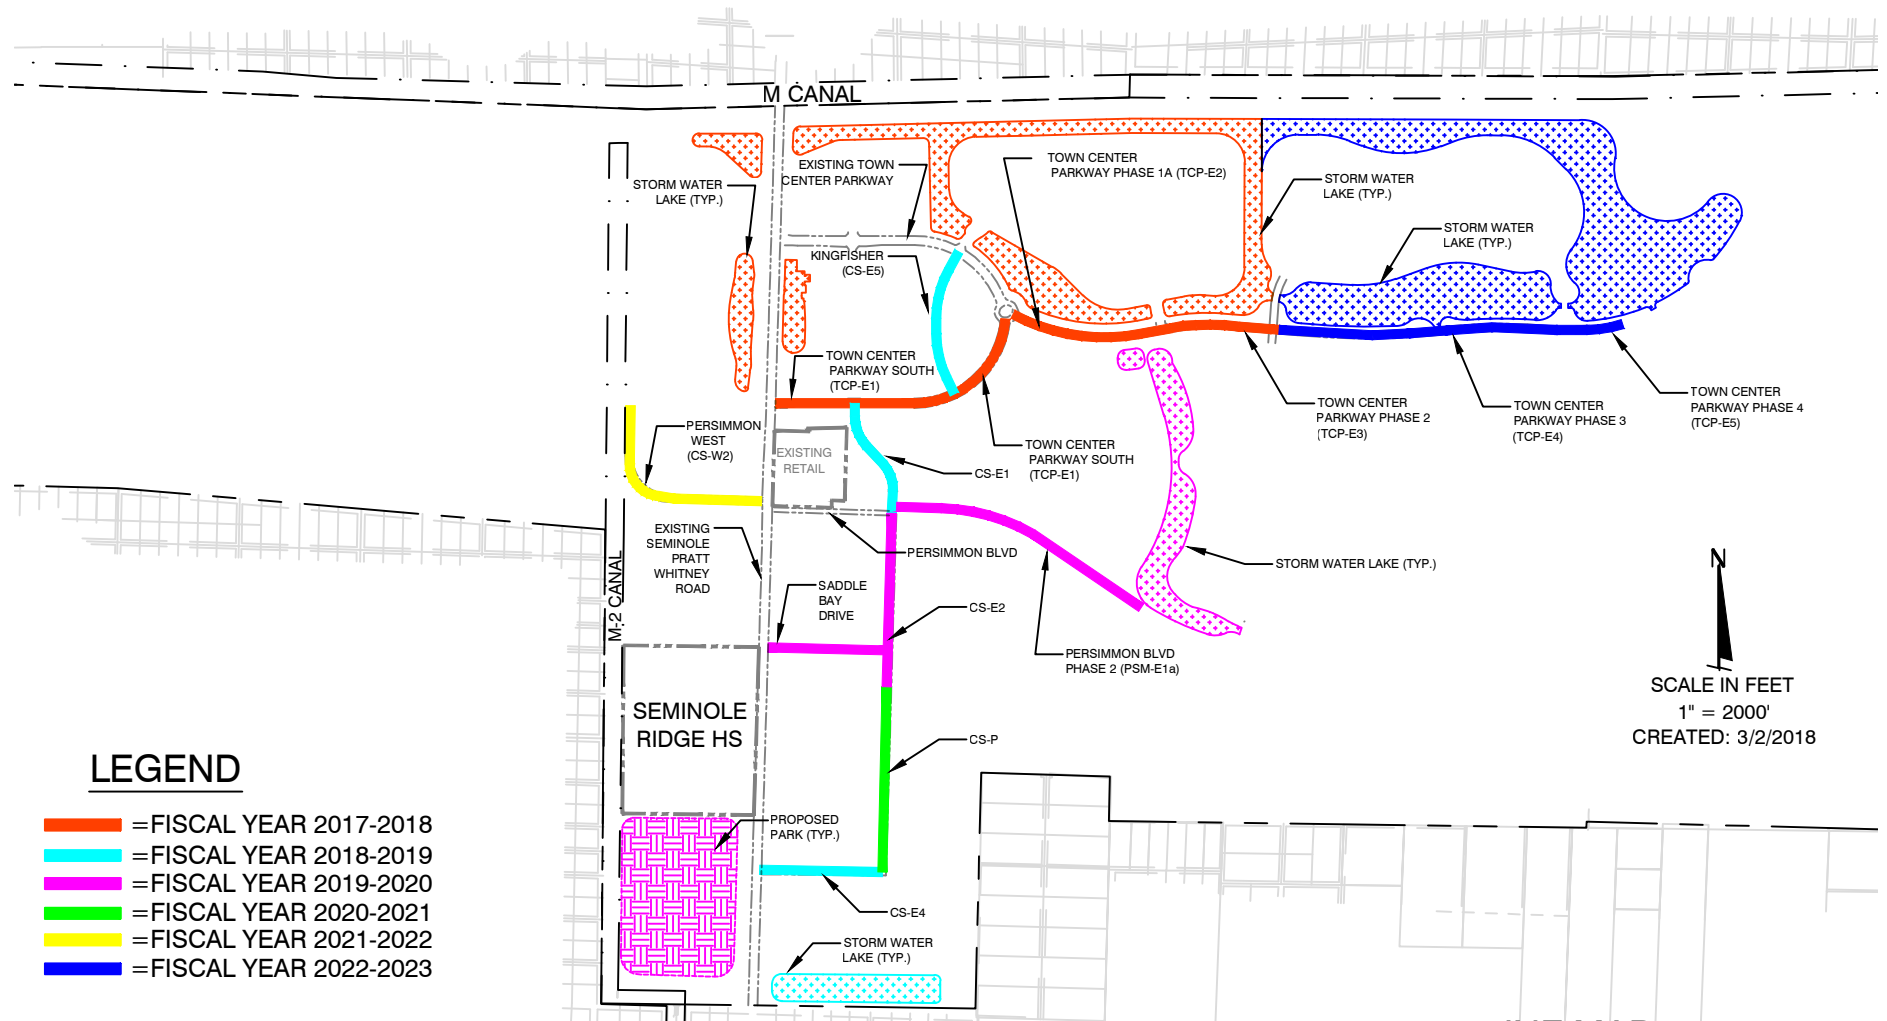 M CANAL
EXISTING TOWN
CENTER PARKWAY
TOWN CENTER
PARKWAY PHASE 1A (TCP-E2)
STORM WATER
LAKE (TYP.)
STORM WATER
LAKE (TYP.)
STORM WATER
LAKE (TYP.)
KINGFISHER
(CS-E5)
TOWN CENTER
PARKWAY SOUTH
(TCP-E1)
TOWN CENTER
PARKWAY PHASE 2
(TCP-E3)
TOWN CENTER
PARKWAY PHASE 3
(TCP-E4)
TOWN CENTER
PARKWAY PHASE 4
(TCP-E5)
PERSIMMON
WEST
(CS-W2)
EXISTING
RETAIL
CS-E1
TOWN CENTER
PARKWAY SOUTH
(TCP-E1)
EXISTING
SEMINOLE
PRATT
WHITNEY
ROAD
PERSIMMON BLVD
STORM WATER LAKE (TYP.)
M-2 CANAL
SADDLE
BAY
DRIVE
CS-E2
PERSIMMON BLVD
PHASE 2 (PSM-E1a)
N
SCALE IN FEET
1" = 2000'
CREATED: 3/2/2018
SEMINOLE
RIDGE HS
CS-P
PROPOSED
PARK (TYP.)
CS-E4
STORM WATER
LAKE (TYP.)
LEGEND
=FISCAL YEAR 2017-2018
=FISCAL YEAR 2018-2019
=FISCAL YEAR 2019-2020
=FISCAL YEAR 2020-2021
=FISCAL YEAR 2021-2022
=FISCAL YEAR 2022-2023